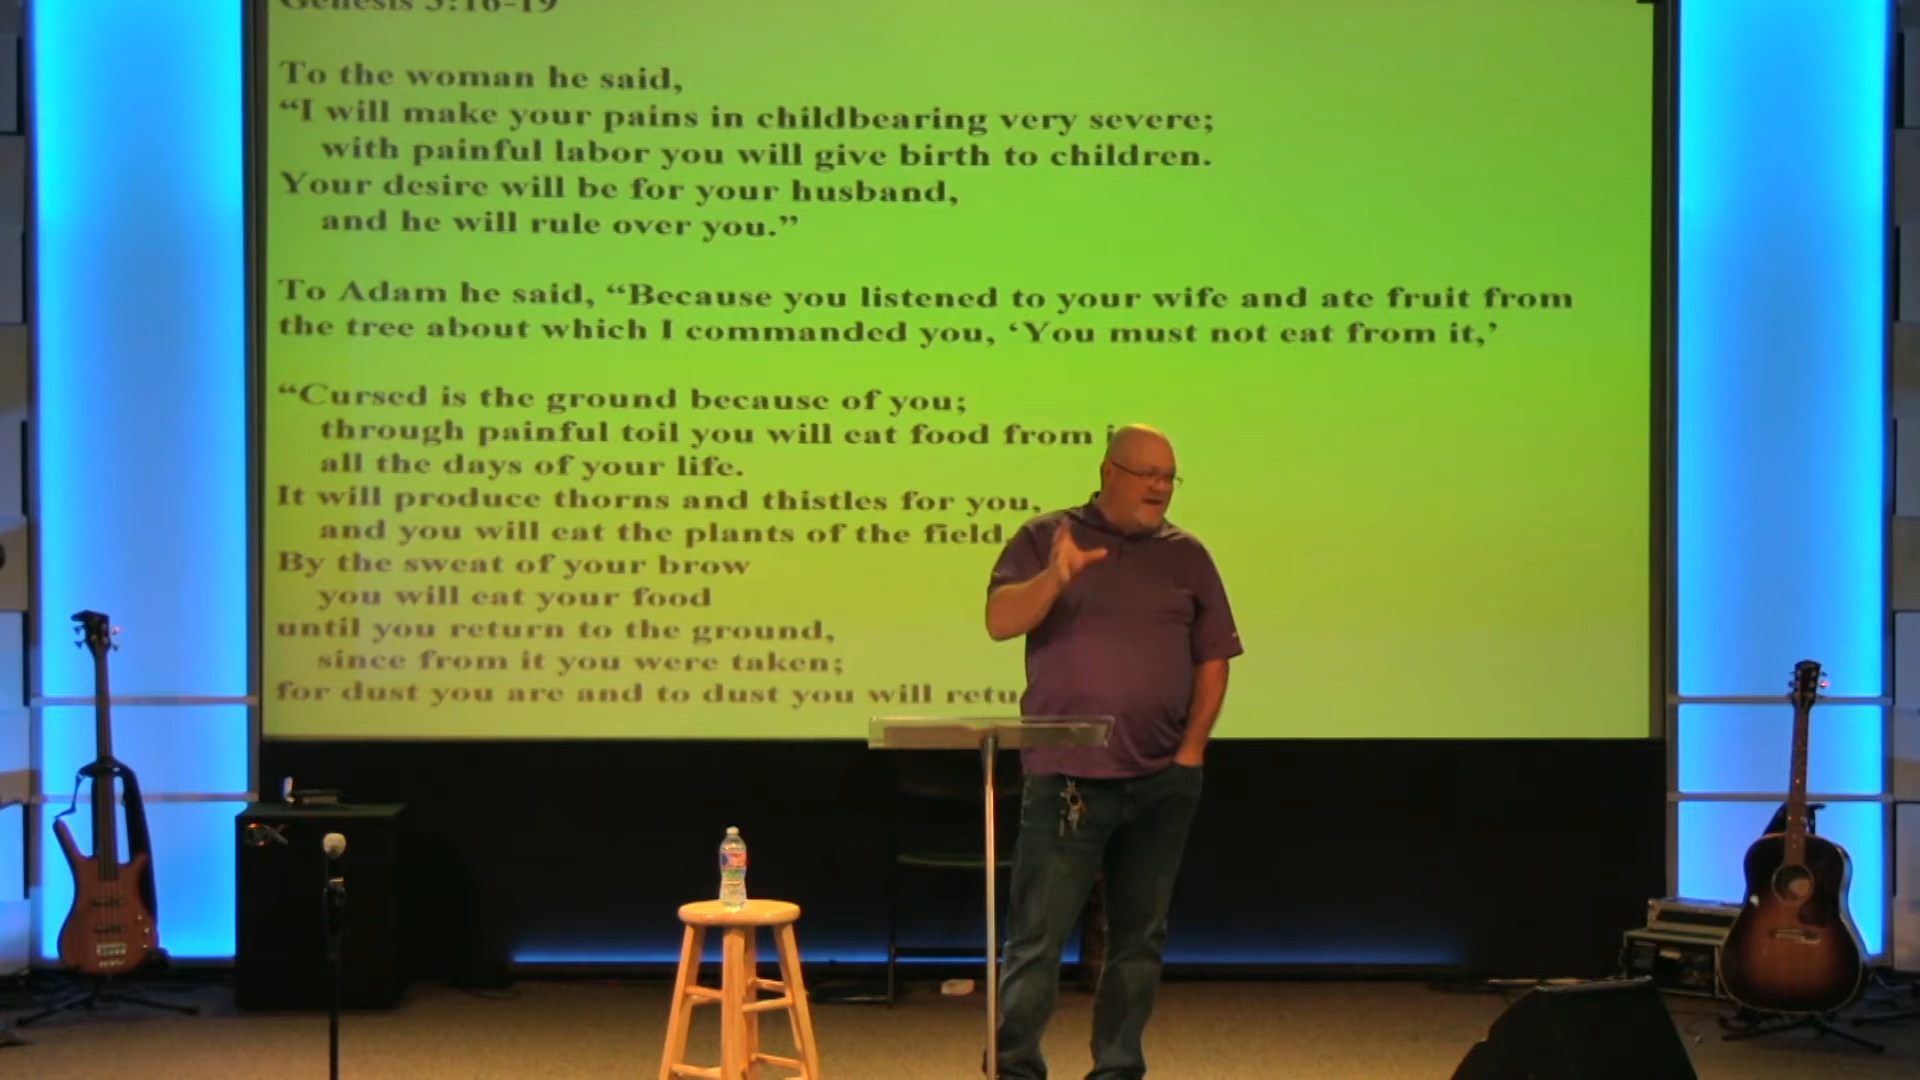 Genesis 3:16-19
To the woman he said,
“I will make your pains in childbearing very severe;
with painful labor you will give birth to children.
Your desire will be for your husband,
and he will rule over you.”
To Adam he said, “Because you listened to your wife and ate fruit from
the tree about which I commanded you, ‘You must not eat from it,’
“Cursed is the ground because of you;
through painful toil you will eat food from
all the days of your life.
It will produce thorns and thistles for you,
and you will eat the plants of the field.
By the sweat of your brow
you will eat your food
until you return to the ground,
since from it you were taken;
for dust you are and to dust you will